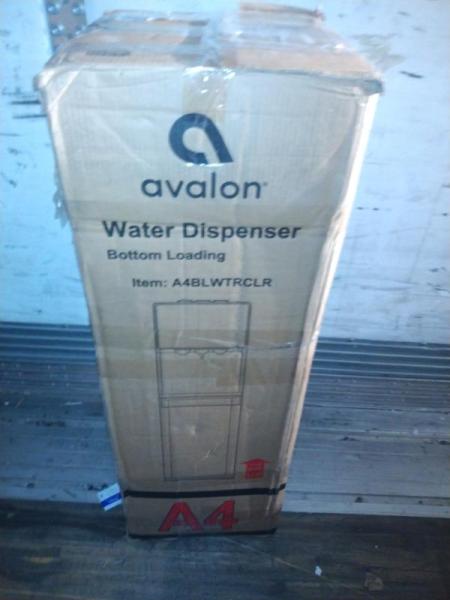 avalon
Water Dispenser
Bottom Loading
Item: A4BLWTRCLR
A4